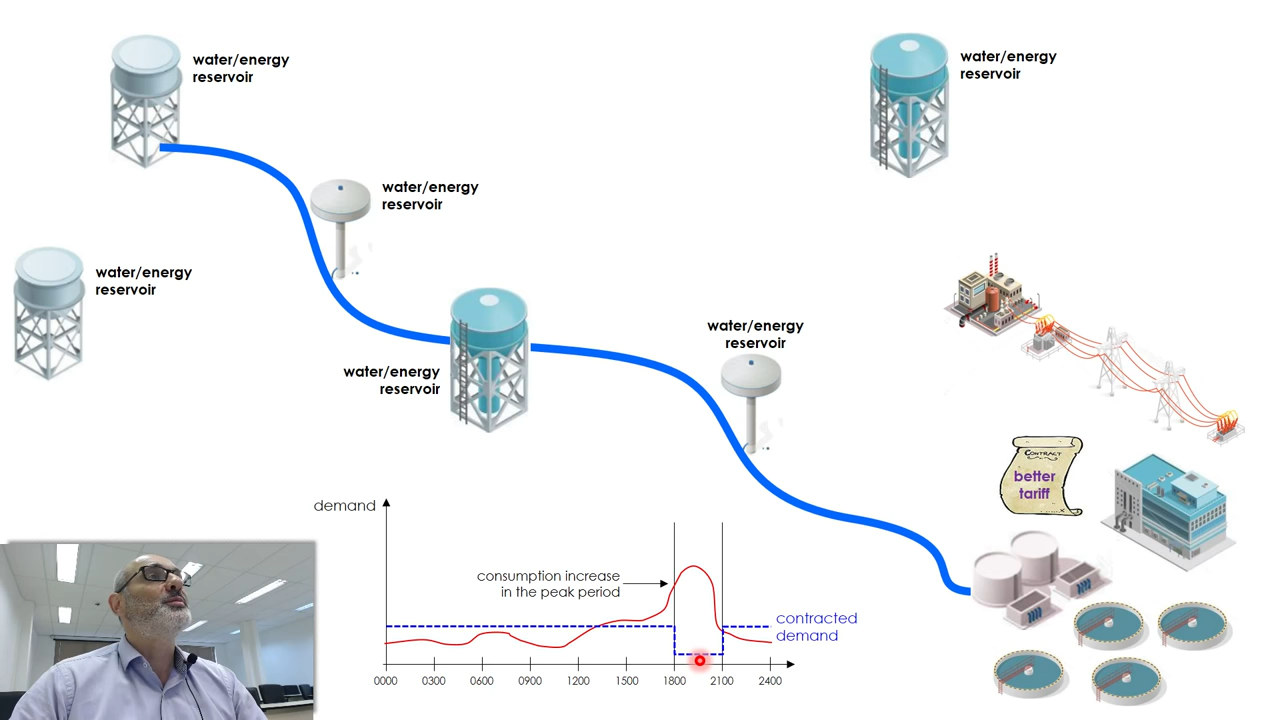 water/energy
reservoir
water/energy
reservoir
water/energy
reservoir
water/energy
reservoir
water/energy
reservoir
water/energy
reservoir
CONTRACT
better
tariff
demand
consumption increase
in the peak period
contracted
demand
0000 0300 0600 0900 1200 1500 1800 2100 2400